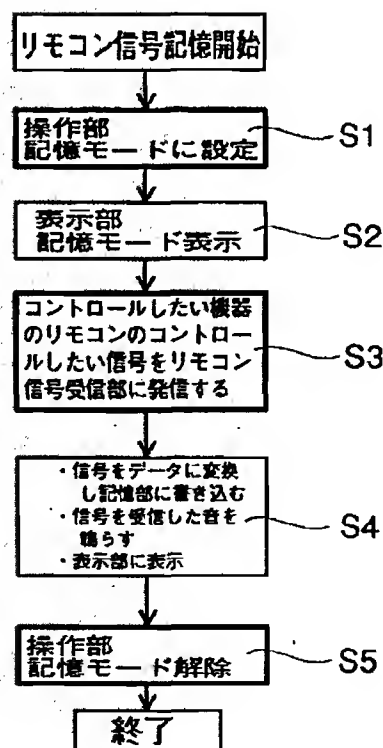 リモコン信号記憶開始
操作部
記憶モードに設定
S1
表示部
記憶モード表示
S2
コントロールしたい機器
のリモコンのコントロー
ルしたい信号をリモコン
信号受信部に発信する
S3
・信号をデータに変換
し記憶部に書き込む
・信号を受信した音を
鳴らす
・表示部に表示
S4
操作部
記憶モード解除
S5
終了